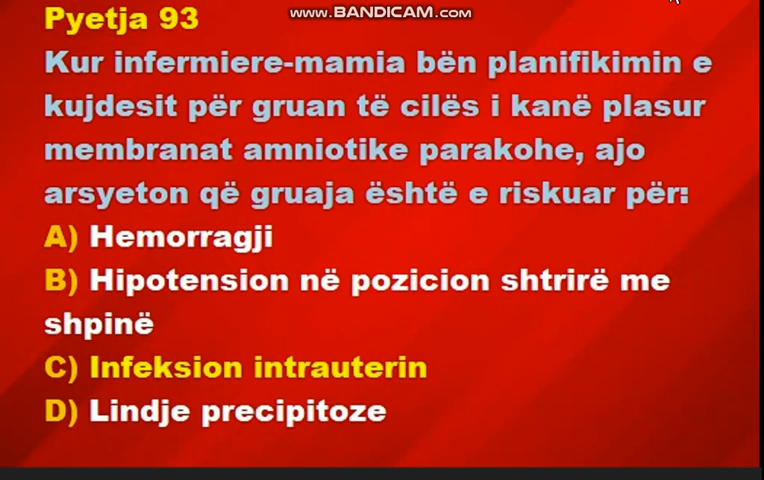 www.BANDICAM.com
Pyetja 93
Kur infermiere-mamia bën planifikimin e
kujdesit për gruan të cilës i kanë plasur
membranat amniotike parakohe, ajo
arsyeton që gruaja është e riskuar për:
A) Hemorragji
B) Hipotension në pozicion shtrirë me
shpinë
C) Infeksion intrauterin
D) Lindje precipitoze